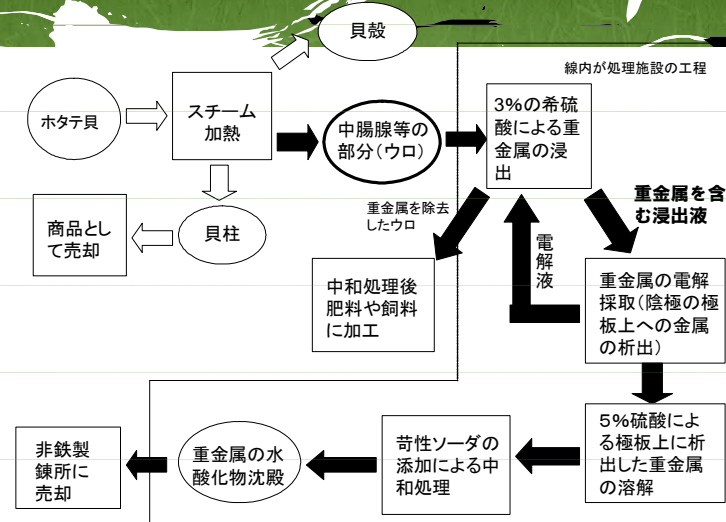 貝殻
線内が処理施設の工程
ホタテ貝
スチーム
加熱
中腸腺等の
部分(ウロ)
3%の希硫
酸による重
金属の浸
出
重金属を含
む浸出液
重金属を除去
したウロ
商品とし
て売却
貝柱
電解液
中和処理後
肥料や飼料
に加工
重金属の電解
採取(陰極の極
板上への金属
の析出)
非鉄製
錬所に
売却
重金属の水
酸化物沈殿
苛性ソーダの
添加による中
和処理
5%硫酸によ
る極板上に析
出した重金属
の溶解